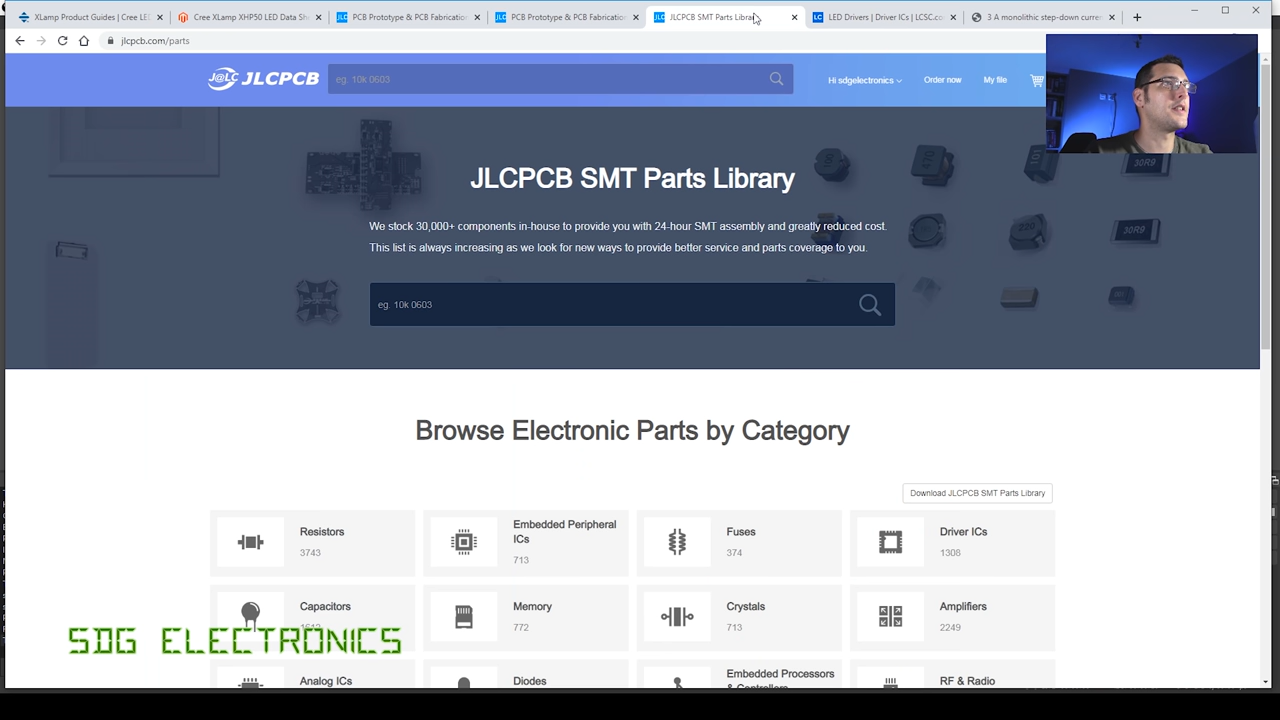 XLamp Product Guides | Cree LE
Cree XLamp XHP50 LED Data Sh
PCB Prototype & PCB Fabrication
PCB Prototype & PCB Fabrication
JLCPCB SMT Parts Library
LED Drivers | Driver ICs | LCSC.co
3 A monolithic step-down curre
jlcpcb.com/parts
J@LC JLCPCB
eg. 10k 0603
Hi sdgelectronics
Order now
My file
JLCPCB SMT Parts Library
We stock 30,000+ components in-house to provide you with 24-hour SMT assembly and greatly reduced cost.
This list is always increasing as we look for new ways to provide better service and parts coverage to you.
eg. 10k 0603
Browse Electronic Parts by Category
Download JLCPCB SMT Parts Library
Resistors
3743
Embedded Peripheral
ICs
713
Fuses
374
Driver ICs
1308
Capacitors
Memory
772
Crystals
713
Amplifiers
2249
SDG ELECTRONICS
Analog ICs
Diodes
Embedded Processors
& Controllers
RF & Radio